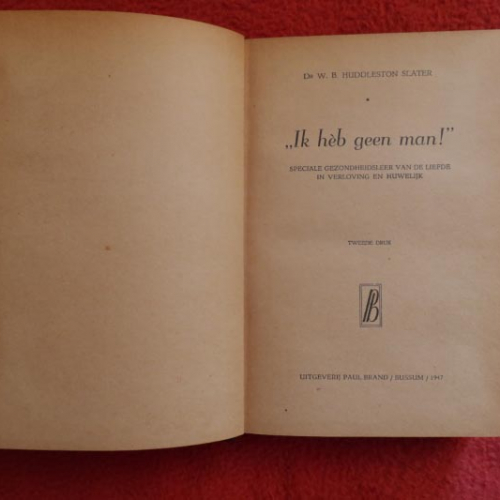 Dr W. B. HUDDLESTON SLATER
„Ik hèb geen man!”
SPECIALE GEZONDHEIDSLEER VAN DE LIEFDE
IN VERLOVING EN HUWELIJK
TWEEDE DRUK
PB
UITGEVERIJ PAUL BRAND / BUSSUM / 1947